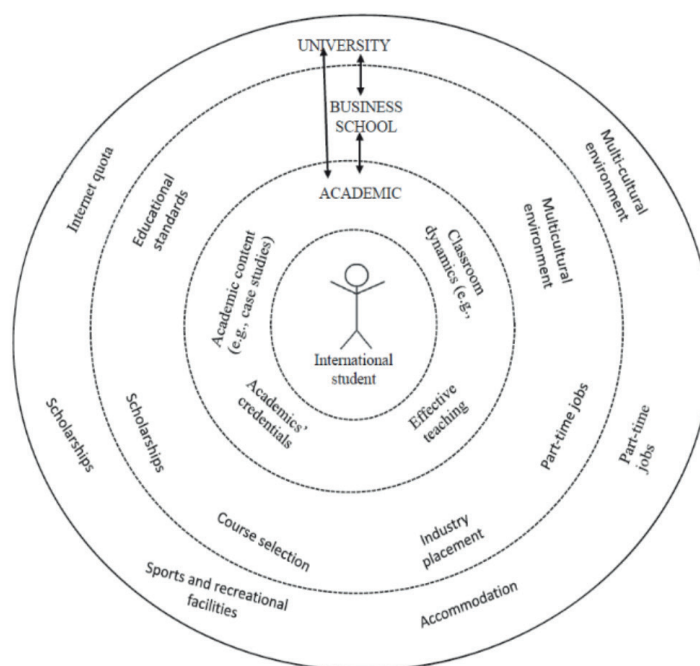 UNIVERSITY
BUSINESS
SCHOOL
ACADEMIC
Internet quota
Multi-cultural
environment
Educational
standards
Multicultural
environment
Academic content
(e.g., case studies)
Classroom
dynamics (e.g.,
International
student
Academics'
credentials
Effective
teaching
Scholarships
Scholarships
Part-time jobs
Part-time
jobs
Course selection
Industry
placement
Sports and recreational
facilities
Accommodation